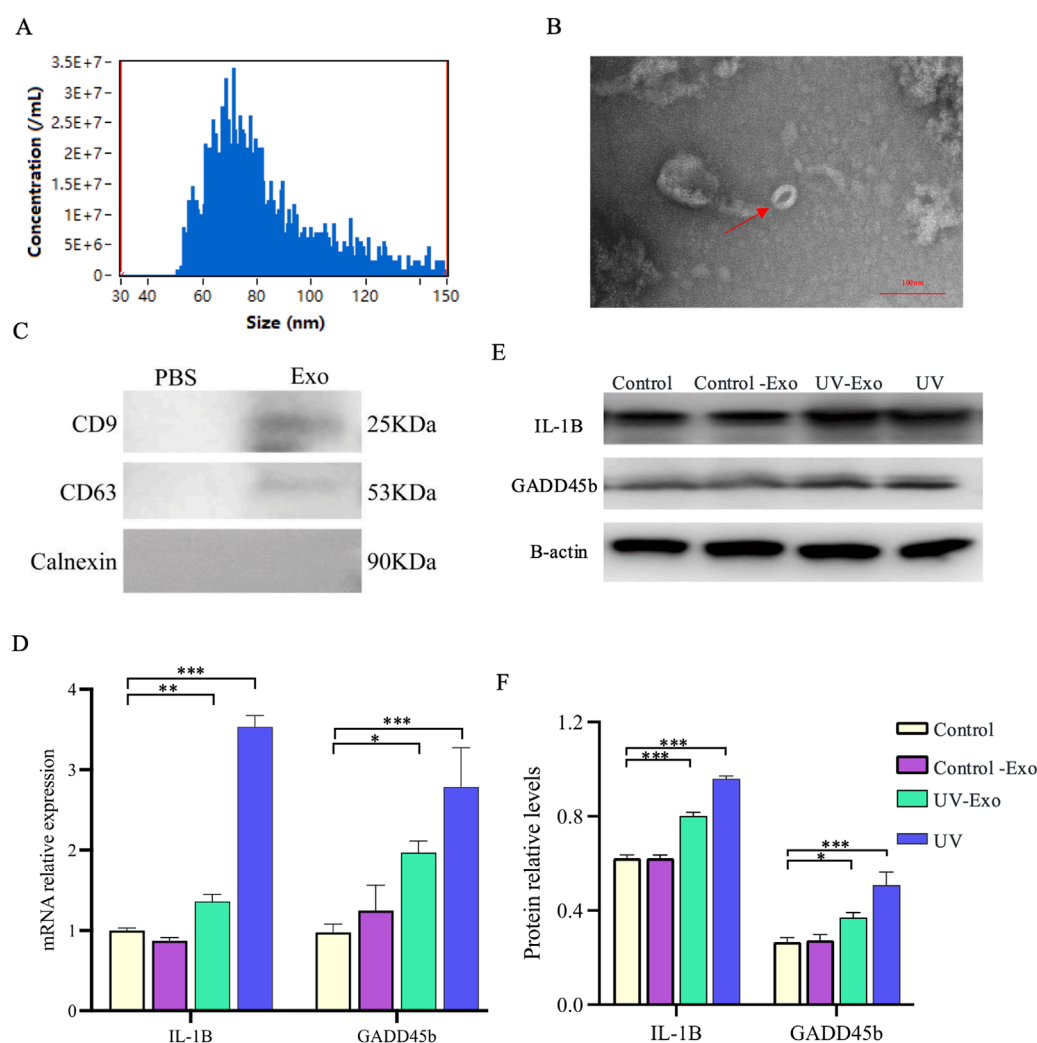 A
3.5E+7
3E+7
2.5E+7
2E+7
1.5E+7
1E+7
5E+6
0
Concentration (/mL)
30 40 60 80 100 120 150
Size (nm)
B
100nm
C
PBS Exo
CD9 25KDa
CD63 53KDa
Calnexin 90KDa
E
Control Control -Exo UV-Exo UV
IL-1B
GADD45b
B-actin
D
mRNA relative expression
4
3
2
1
0
***
**
***
*
IL-1B GADD45b
F
Protein relative levels
1.2
0.8
0.4
0.0
***
***
***
*
IL-1B GADD45b
Control
Control -Exo
UV-Exo
UV